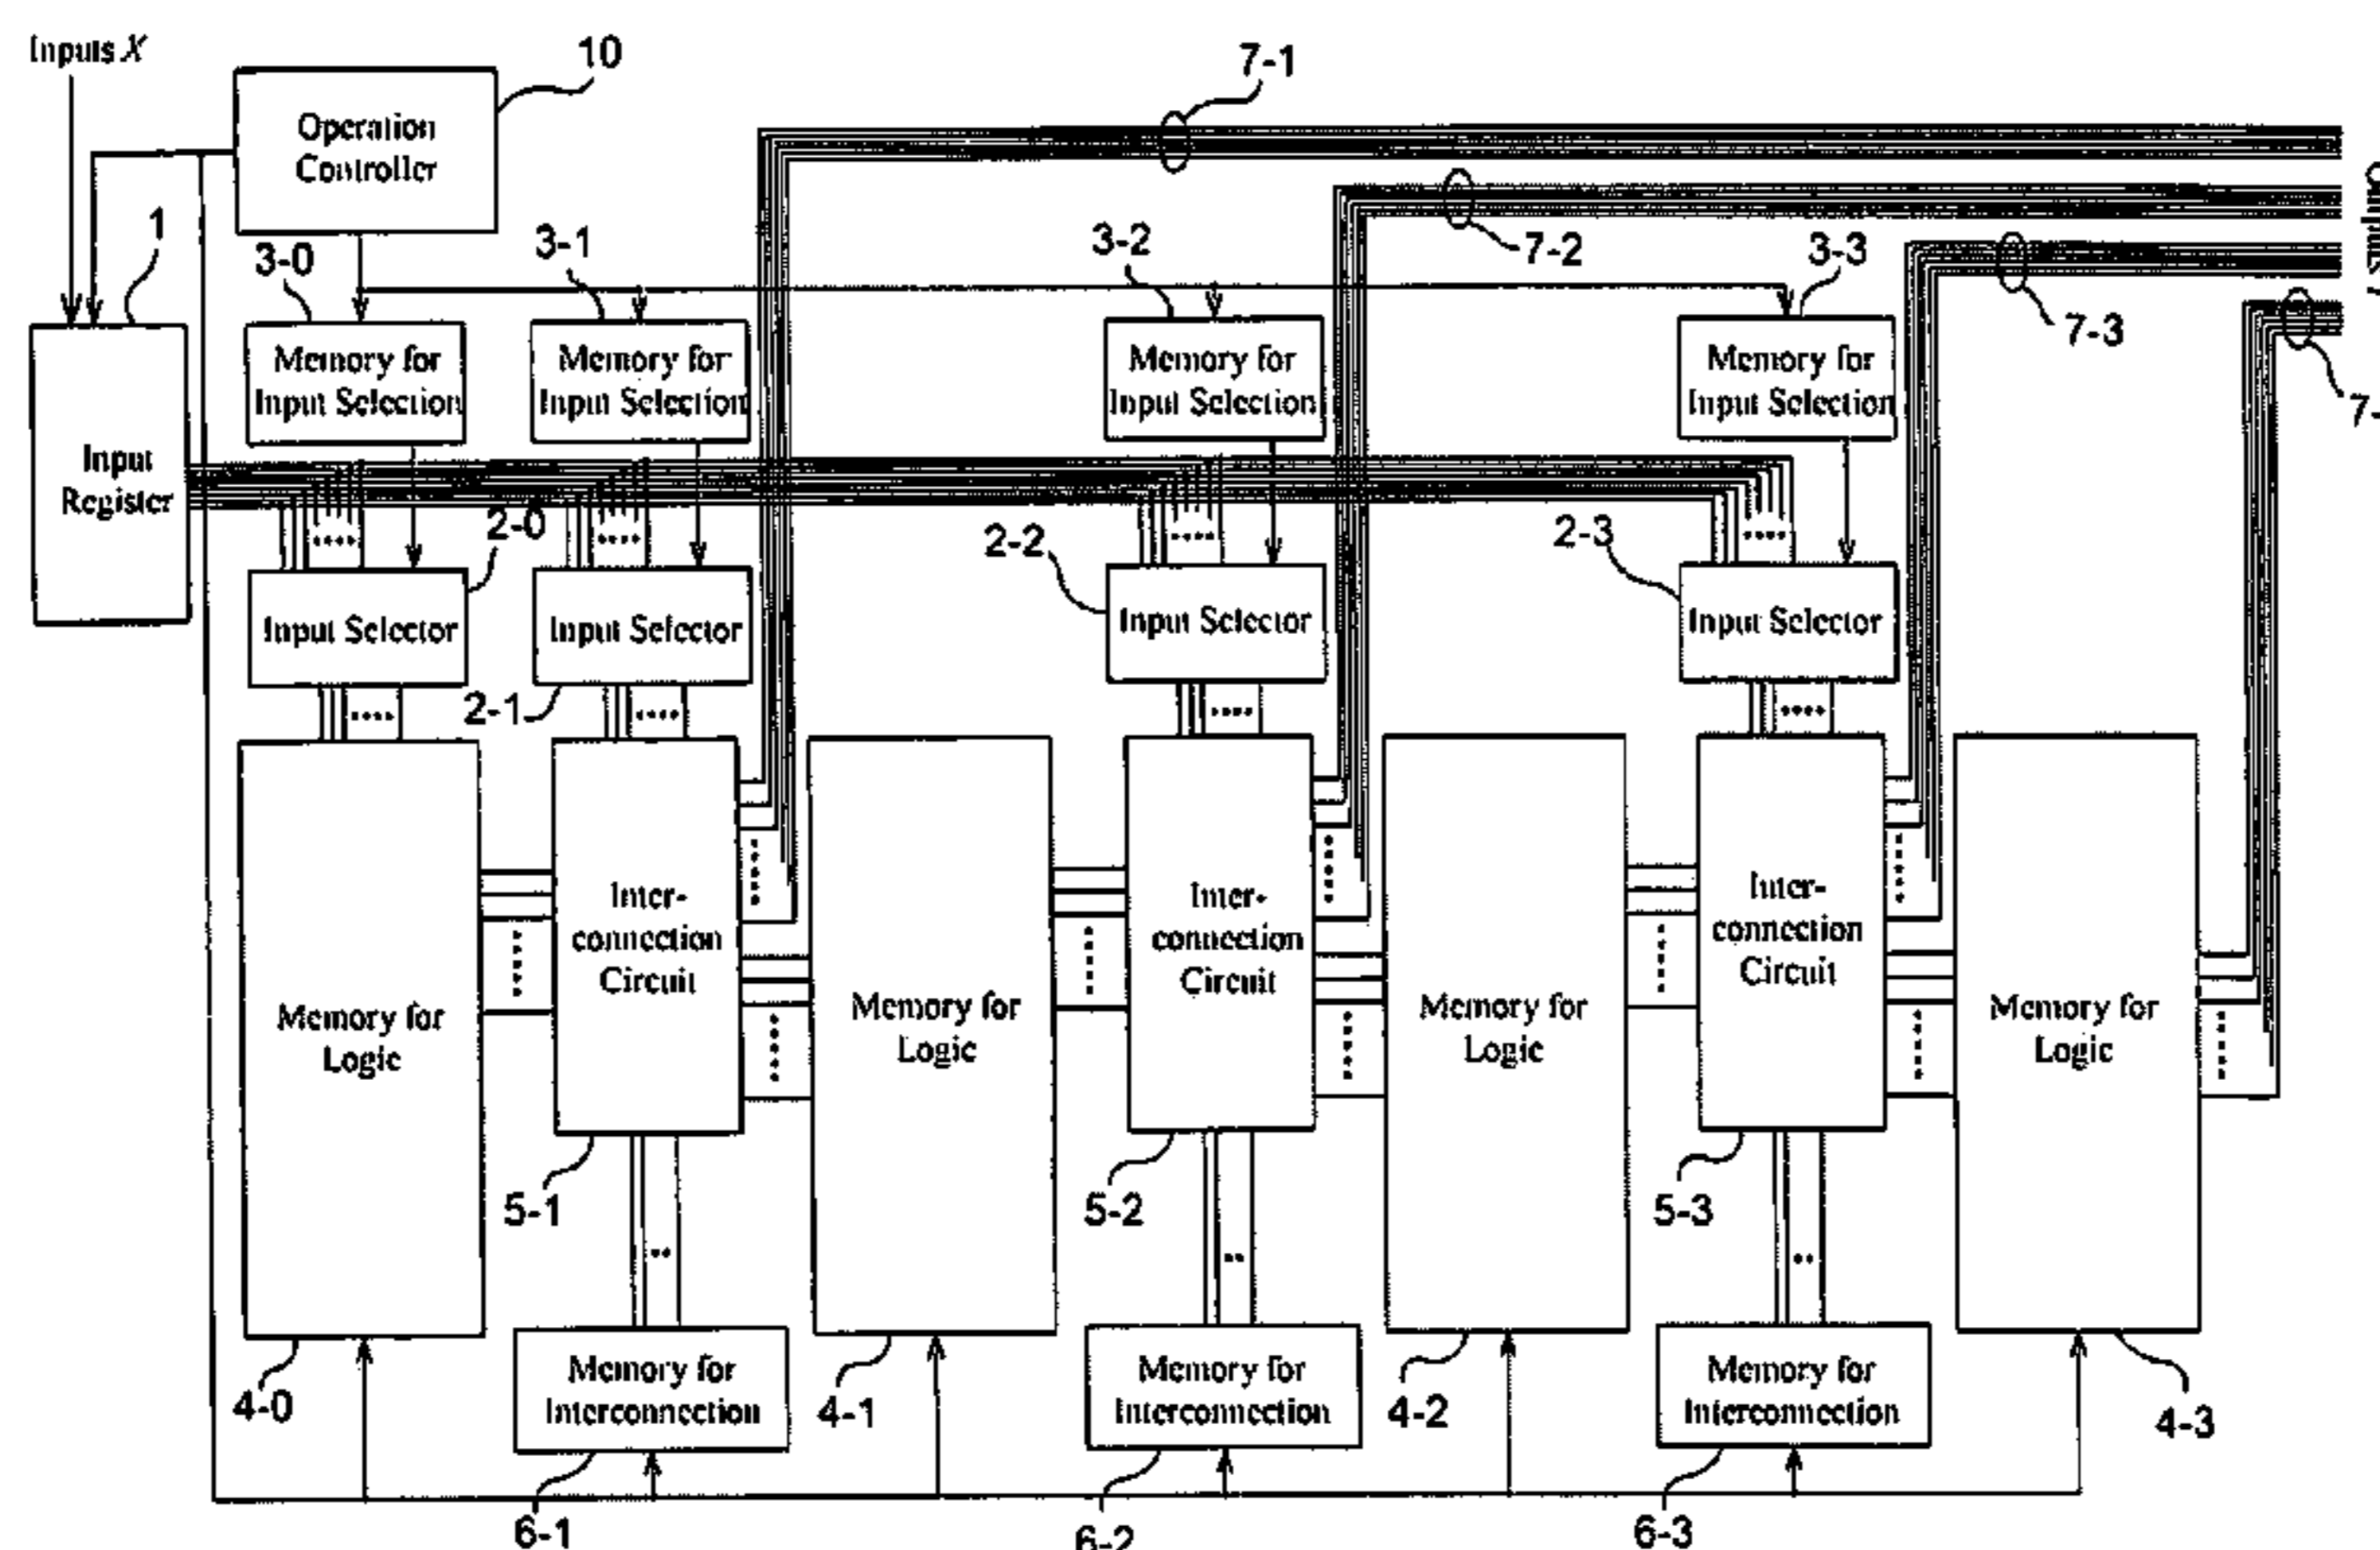 Inputs X
10
7-1
Operation
Controller
1
3-0
3-1
3-2
7-2
3-3
7-3
Memory for
Input Selection
Memory for
Input Selection
Memory for
Input Selection
Memory for
Input Selection
Input
Register
2-0
2-2
2-3
Input Selector
Input Selector
Input Selector
Input Selector
2-1
Memory for
Logic
Inter-
connection
Circuit
Memory for
Logic
Inter-
connection
Circuit
Memory for
Logic
Inter-
connection
Circuit
Memory for
Logic
5-1
5-2
5-3
4-0
Memory for
Interconnection
4-1
Memory for
Interconnection
4-2
Memory for
Interconnection
4-3
6-1
6-2
6-3